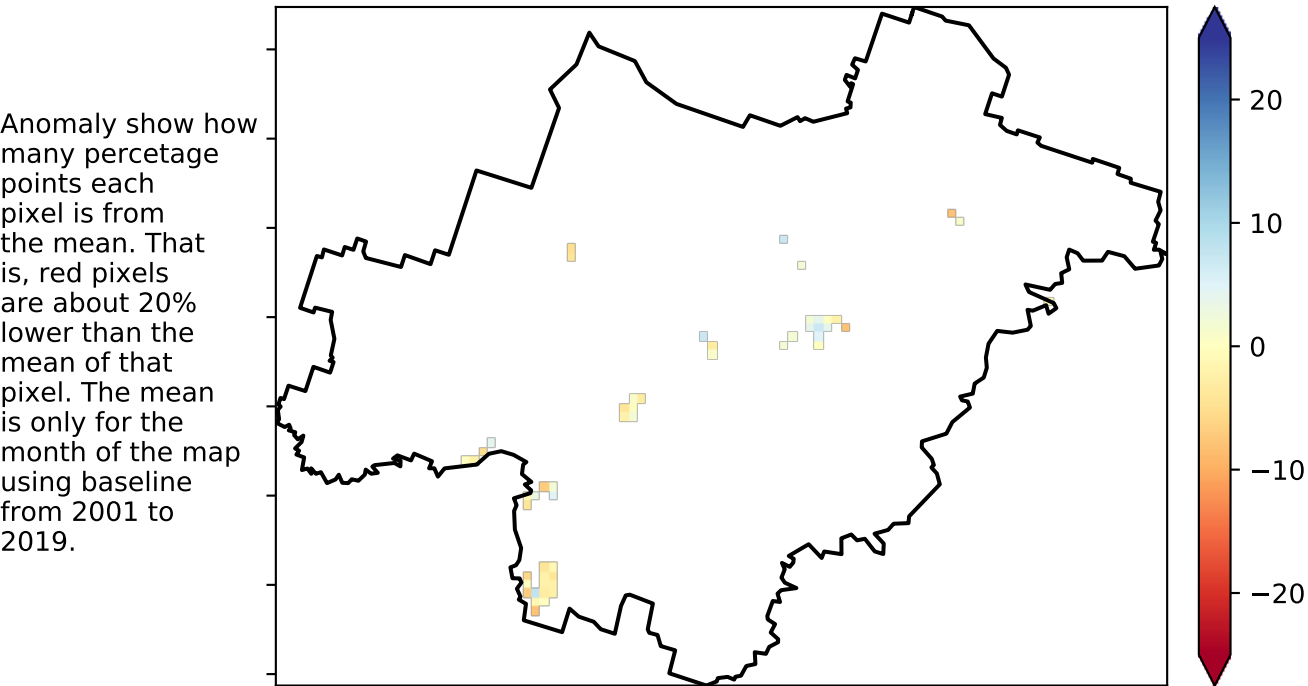 Anomaly show how
many percetage
points each
pixel is from
the mean. That
is, red pixels
are about 20%
lower than the
mean of that
pixel. The mean
is only for the
month of the map
using baseline
from 2001 to
2019.
20
10
0
−10
−20